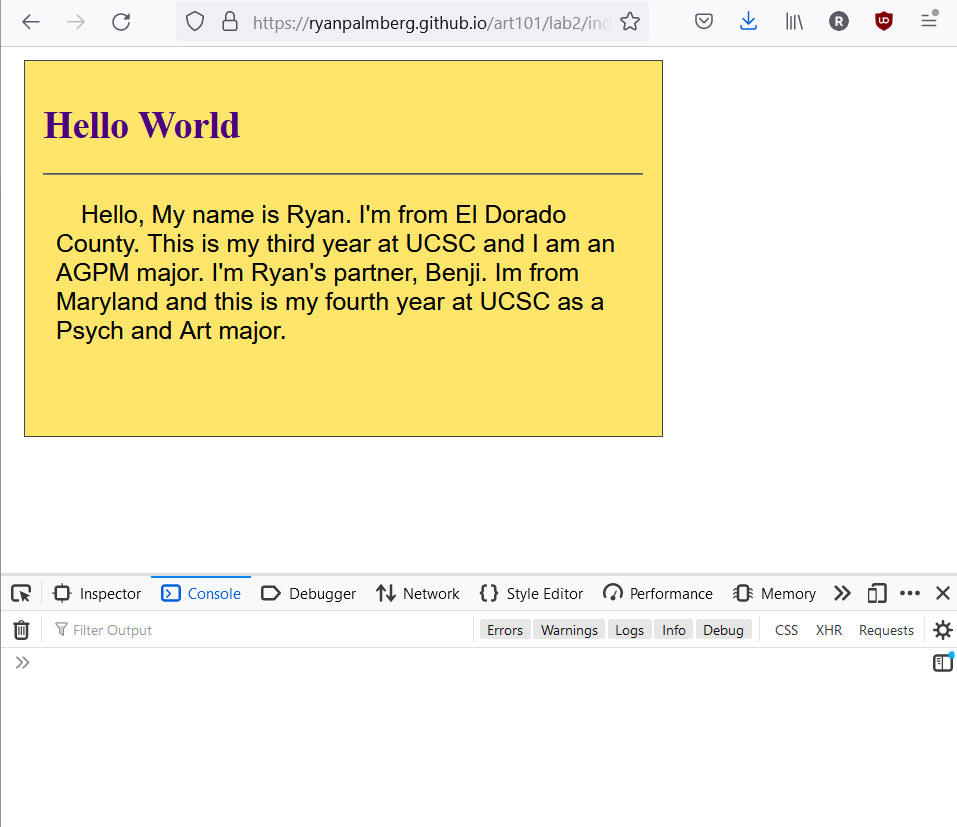 https://ryanpalmberg.github.io/art101/lab2/ind
R
Hello World
Hello, My name is Ryan. I'm from El Dorado
County. This is my third year at UCSC and I am an
AGPM major. I'm Ryan's partner, Benji. Im from
Maryland and this is my fourth year at UCSC as a
Psych and Art major.
Inspector Console Debugger Network Style Editor Performance Memory
Filter Output Errors Warnings Logs Info Debug CSS XHR Requests